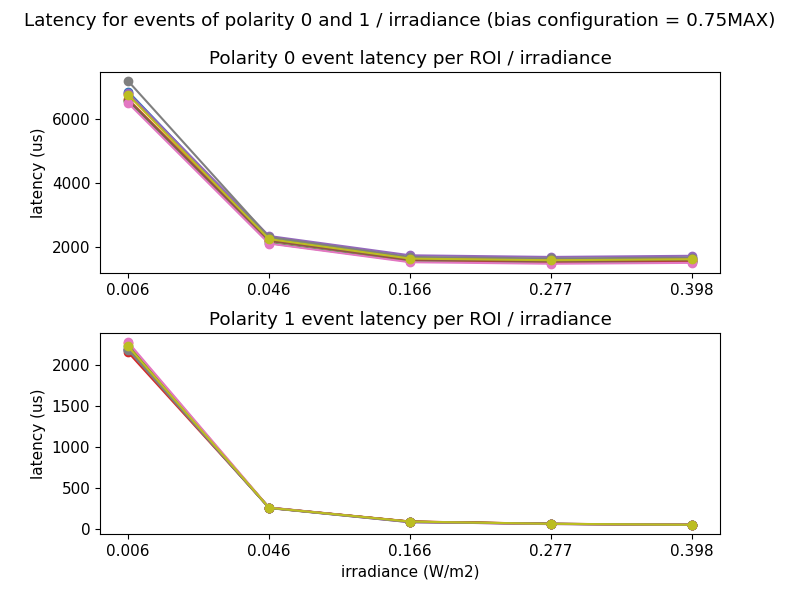 Latency for events of polarity 0 and 1 / irradiance (bias configuration = 0.75MAX)
Polarity 0 event latency per ROI / irradiance
latency (us)
6000
4000
2000
0.006 0.046 0.166 0.277 0.398
Polarity 1 event latency per ROI / irradiance
latency (us)
2000
1500
1000
500
0
0.006 0.046 0.166 0.277 0.398
irradiance (W/m2)